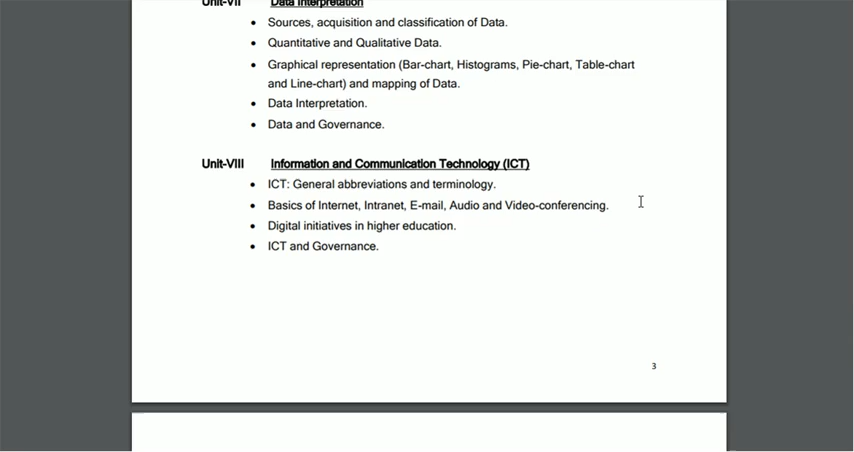 Unit-VII Data Interpretation
• Sources, acquisition and classification of Data.
• Quantitative and Qualitative Data.
• Graphical representation (Bar-chart, Histograms, Pie-chart, Table-chart
and Line-chart) and mapping of Data.
• Data Interpretation.
• Data and Governance.
Unit-VIII Information and Communication Technology (ICT)
• ICT: General abbreviations and terminology.
• Basics of Internet, Intranet, E-mail, Audio and Video-conferencing.
• Digital initiatives in higher education.
• ICT and Governance.
3